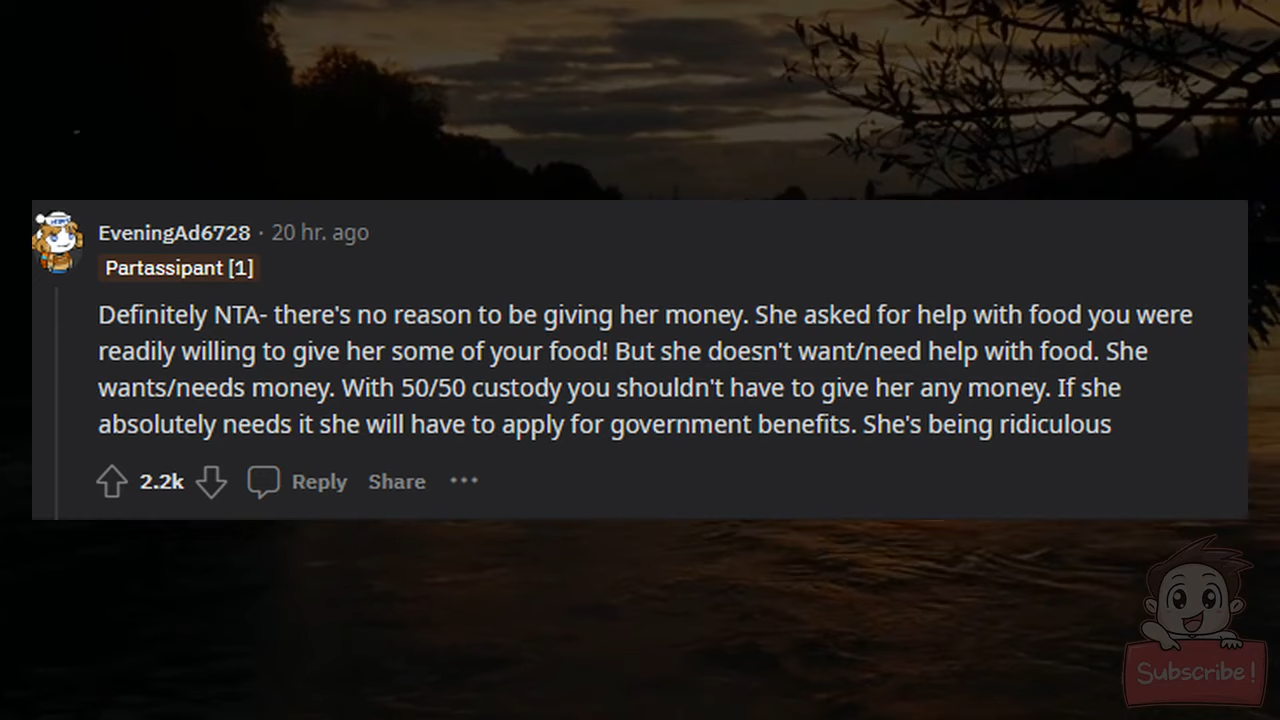 EveningAd6728 · 20 hr. ago
Partassipant [1]
Definitely NTA- there's no reason to be giving her money. She asked for help with food you were
readily willing to give her some of your food! But she doesn't want/need help with food. She
wants/needs money. With 50/50 custody you shouldn't have to give her any money. If she
absolutely needs it she will have to apply for government benefits. She's being ridiculous
2.2k Reply Share ···
Subscribe!